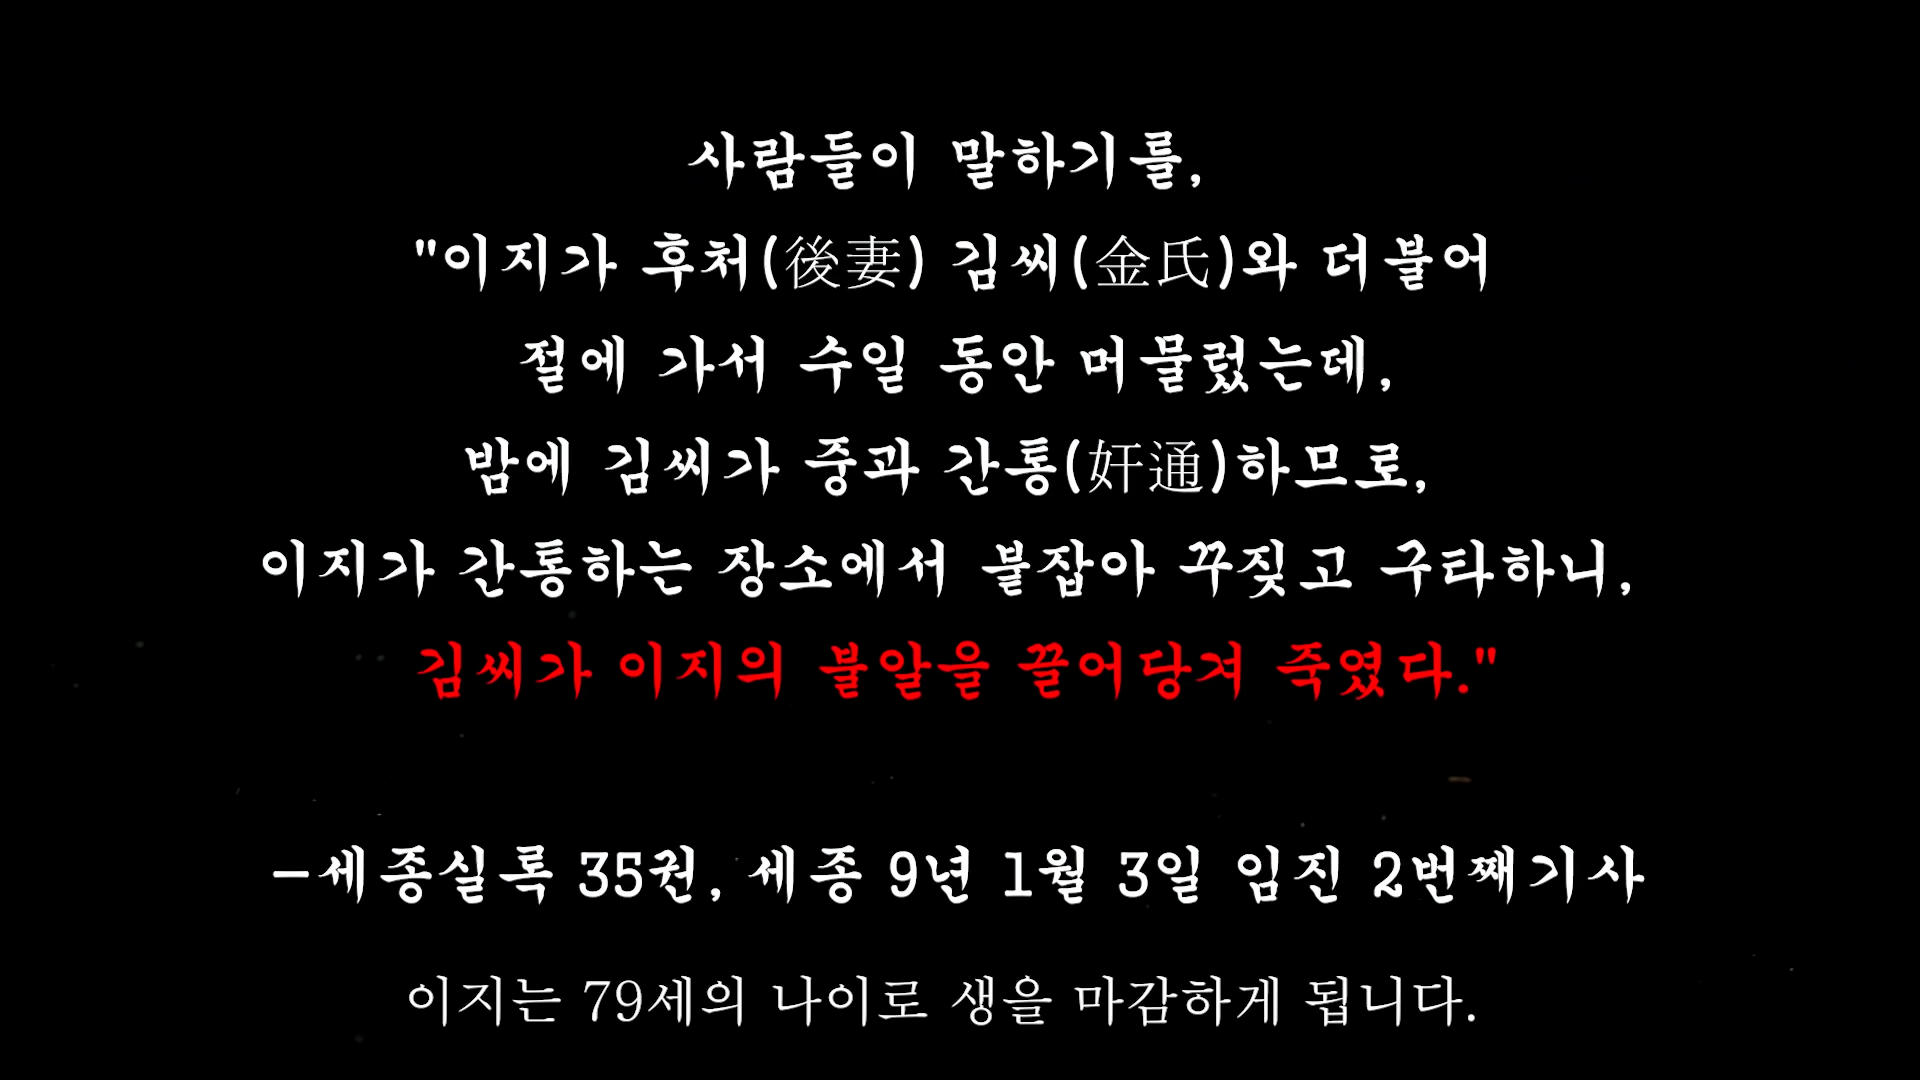 사람들이 말하기를,
"이지가 후처(後妻) 김씨(金氏)와 더불어
절에 가서 수일 동안 머물렀는데,
밤에 김씨가 중과 간통(奸通)하므로,
이지가 간통하는 장소에서 붙잡아 꾸짖고 구타하니,
김씨가 이지의 불알을 끌어당겨 죽였다."
-세종실록 35권, 세종 9년 1월 3일 임진 2번째기사
이지는 79세의 나이로 생을 마감하게 됩니다.